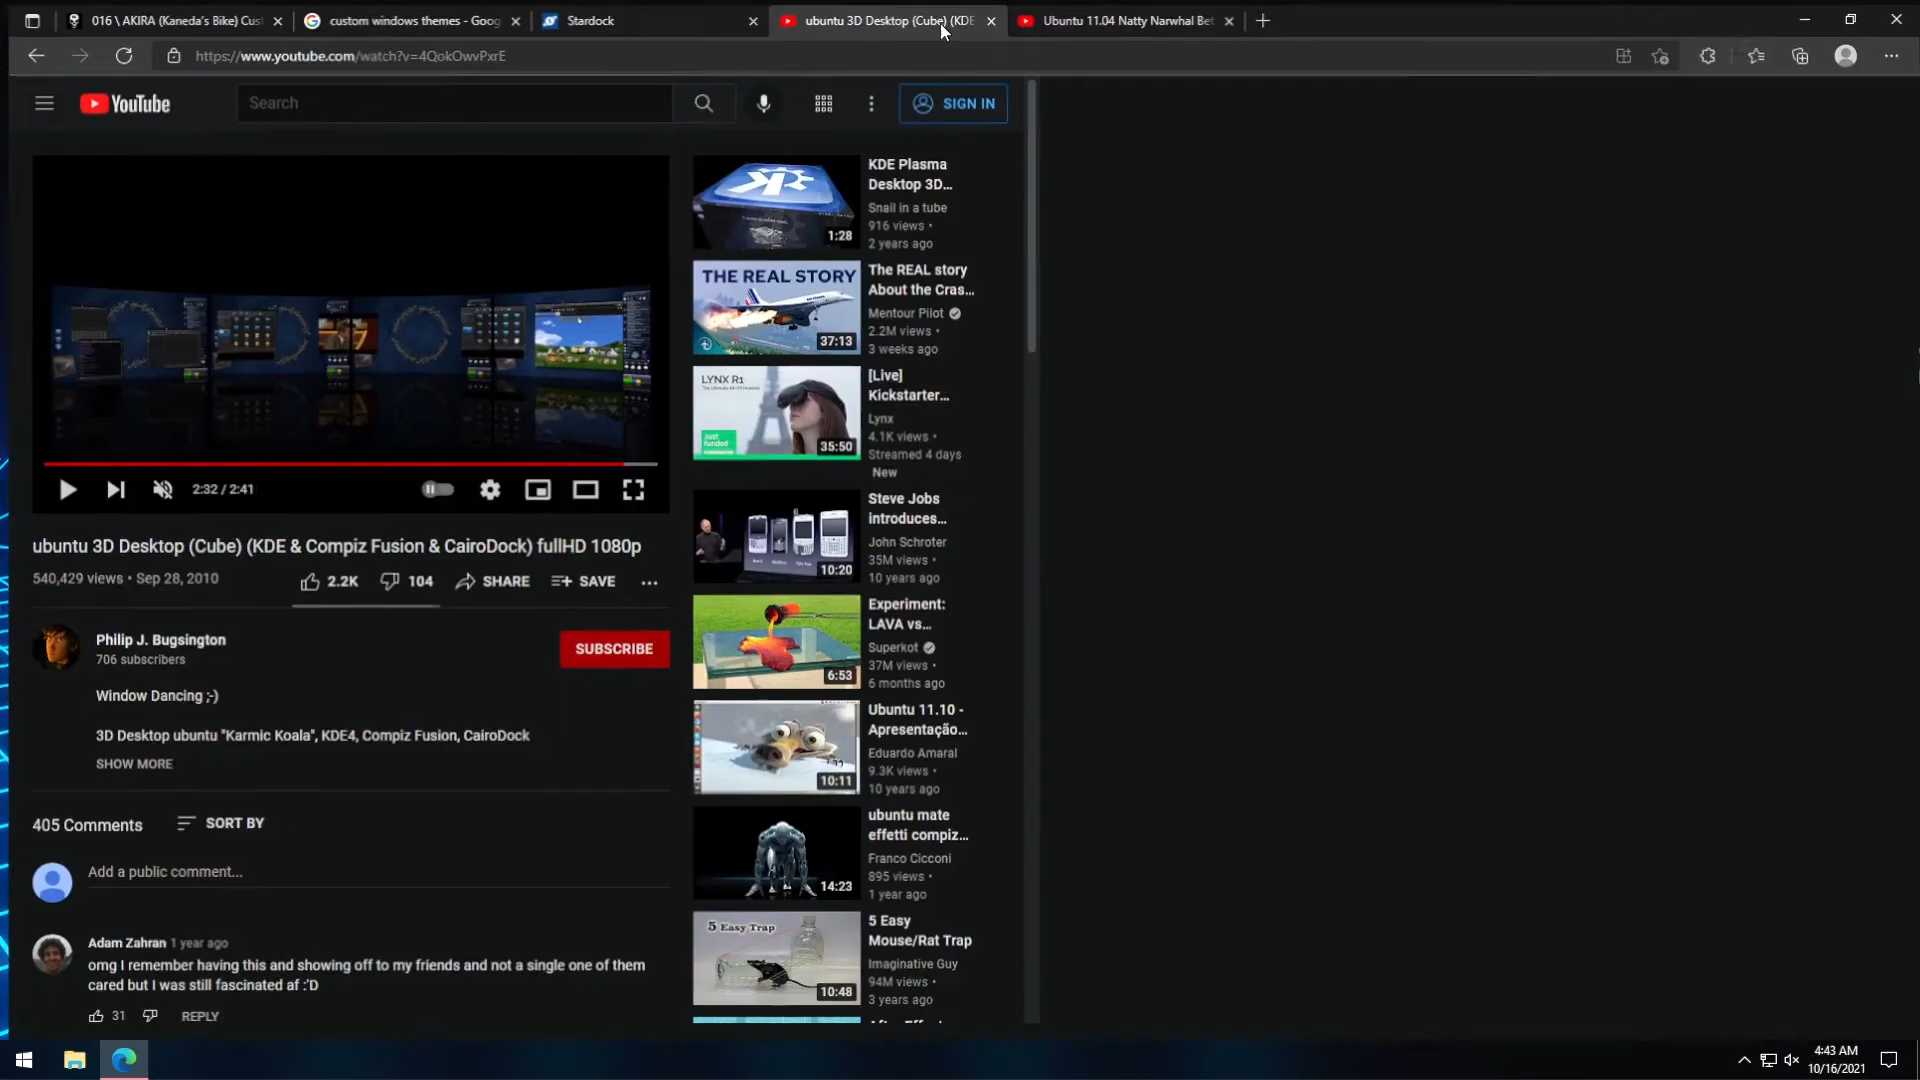 016 \ AKIRA (Kaneda's Bike) Cus
custom windows themes - Goog
Stardock
ubuntu 3D Desktop (Cube) (KDE
Ubuntu 11.04 Natty Narwhal Bet
https://www.youtube.com/watch?v=4QokOwvPxrE
YouTube
Search
SIGN IN
2:32 / 2:41
ubuntu 3D Desktop (Cube) (KDE & Compiz Fusion & CairoDock) fullHD 1080p
540,429 views • Sep 28, 2010
2.2K
104
SHARE
SAVE
Philip J. Bugsington
706 subscribers
SUBSCRIBE
Window Dancing ;-)
3D Desktop ubuntu "Karmic Koala", KDE4, Compiz Fusion, CairoDock
SHOW MORE
405 Comments
SORT BY
Add a public comment...
Adam Zahran 1 year ago
omg I remember having this and showing off to my friends and not a single one of them
cared but I was still fascinated af :'D
31
REPLY
1:28
KDE Plasma
Desktop 3D...
Snail in a tube
916 views •
2 years ago
THE REAL STORY
37:13
The REAL story
About the Cras...
Mentour Pilot
2.2M views •
3 weeks ago
LYNX R1
Just
funded
35:50
[Live]
Kickstarter...
Lynx
4.1K views •
Streamed 4 days
New
10:20
Steve Jobs
introduces...
John Schroter
35M views •
10 years ago
6:53
Experiment:
LAVA vs...
Superkot
37M views •
6 months ago
10:11
Ubuntu 11.10 -
Apresentação...
Eduardo Amaral
9.3K views •
10 years ago
14:23
ubuntu mate
effetti compiz...
Franco Cicconi
895 views •
1 year ago
5 Easy Trap
10:48
5 Easy
Mouse/Rat Trap
Imaginative Guy
94M views •
3 years ago
4:43 AM
10/16/2021